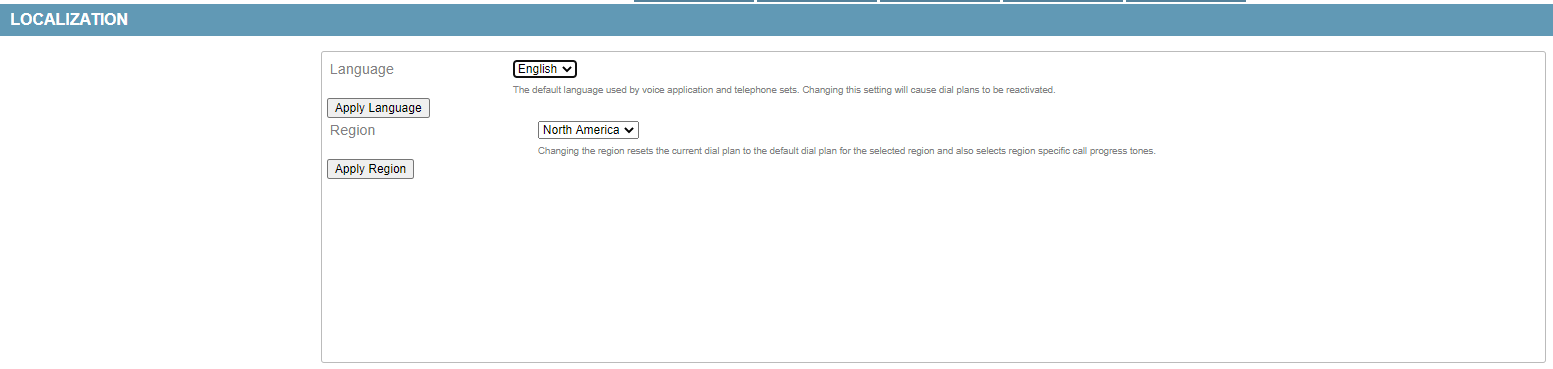 LOCALIZATION
Language English
The default language used by voice application and telephone sets. Changing this setting will cause dial plans to be reactivated.
Apply Language
Region North America
Changing the region resets the current dial plan to the default dial plan for the selected region and also selects region specific call progress tones.
Apply Region